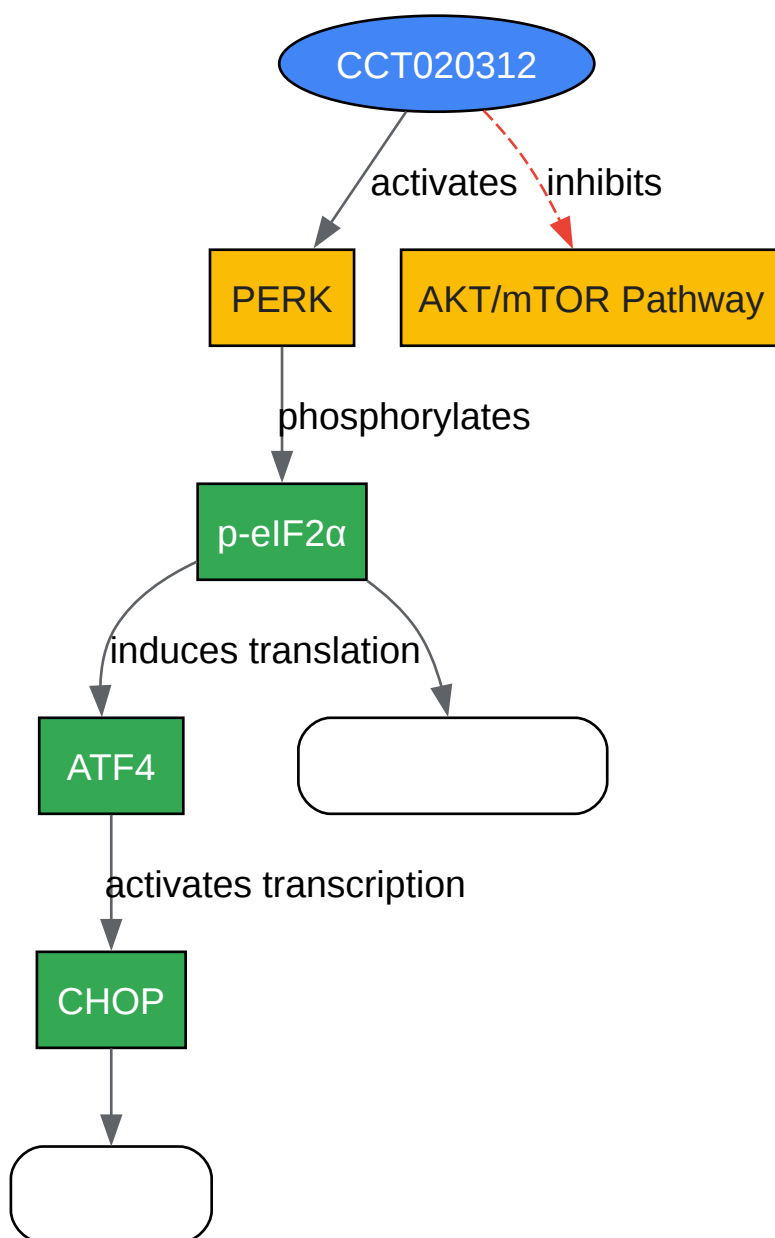 CCT020312
activates
inhibits
PERK
AKT/mTOR Pathway
phosphorylates
p-eIF2α
induces translation
ATF4
activates transcription
CHOP